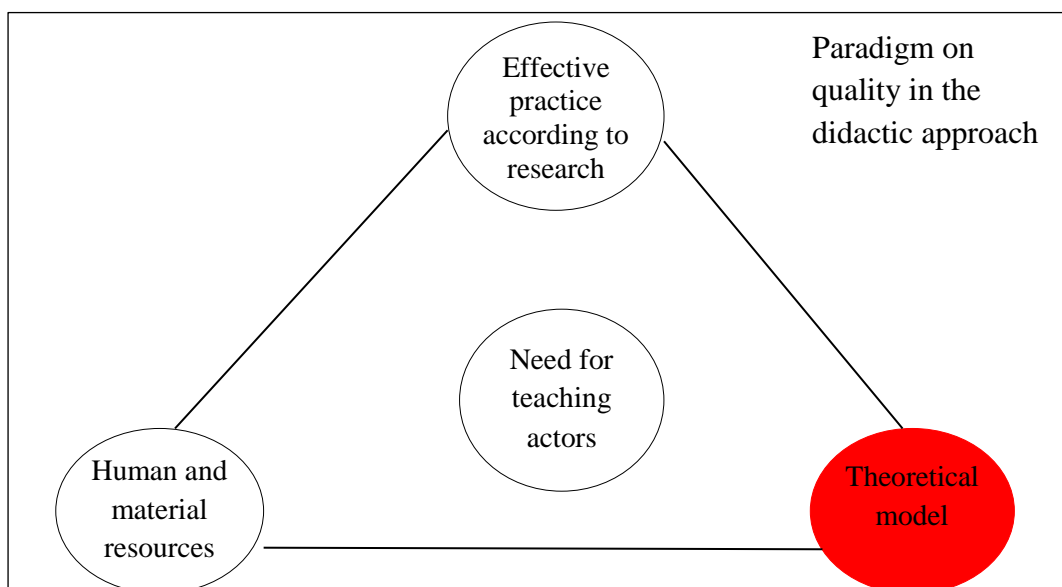 Effective
practice
according to
research
Paradigm on
quality in the
didactic approach
Need for
teaching
actors
Human and
material
resources
Theoretical
model